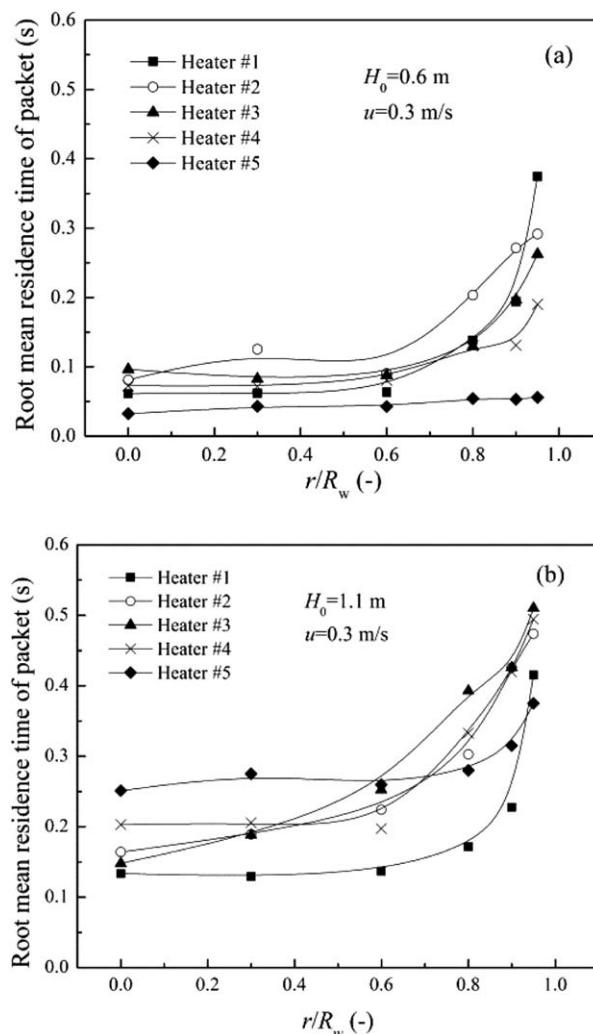 Root mean residence time of packet (s)
0.6
0.5
0.4
0.3
0.2
0.1
0.0
Heater #1
Heater #2
Heater #3
Heater #4
Heater #5
H₀=0.6 m
u=0.3 m/s
(a)
0.0 0.2 0.4 0.6 0.8 1.0
r/R_w (-)
Root mean residence time of packet (s)
0.6
0.5
0.4
0.3
0.2
0.1
0.0
Heater #1
Heater #2
Heater #3
Heater #4
Heater #5
H₀=1.1 m
u=0.3 m/s
(b)
0.0 0.2 0.4 0.6 0.8 1.0
r/R_w (-)